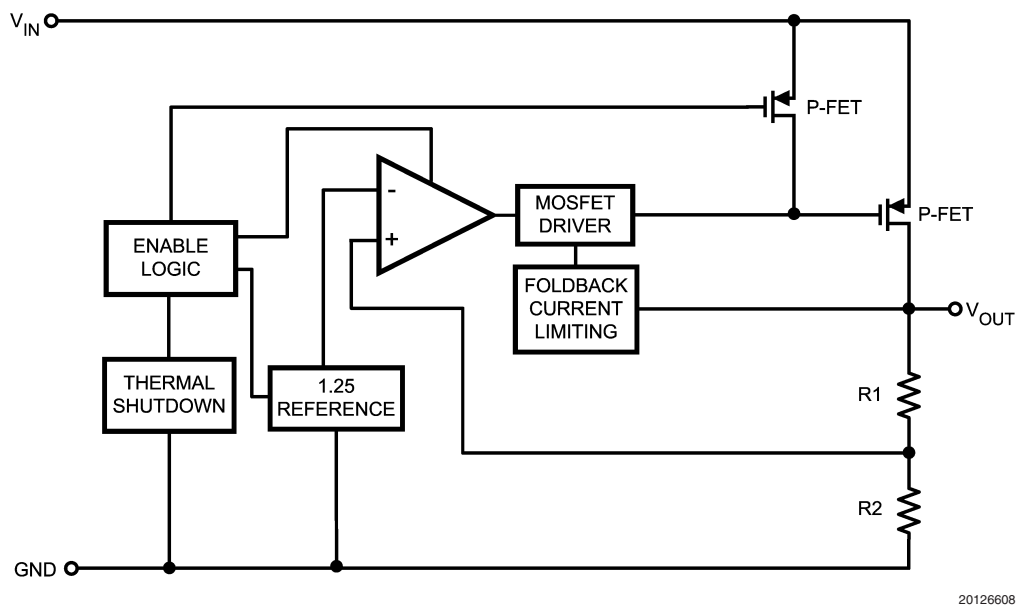 VIN
P-FET
P-FET
-
+
MOSFET
DRIVER
ENABLE
LOGIC
FOLDBACK
CURRENT
LIMITING
VOUT
THERMAL
SHUTDOWN
1.25
REFERENCE
R1
R2
GND
20126608